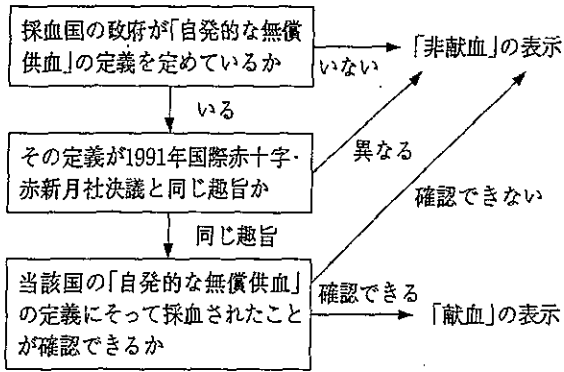 採血国の政府が「自発的な無償
供血」の定義を定めているか
いない
「非献血」の表示
いる
その定義が1991年国際赤十字・
赤新月社決議と同じ趣旨か
異なる
同じ趣旨
確認できない
当該国の「自発的な無償供血」
の定義にそって採血されたこと
が確認できるか
確認できる
「献血」の表示